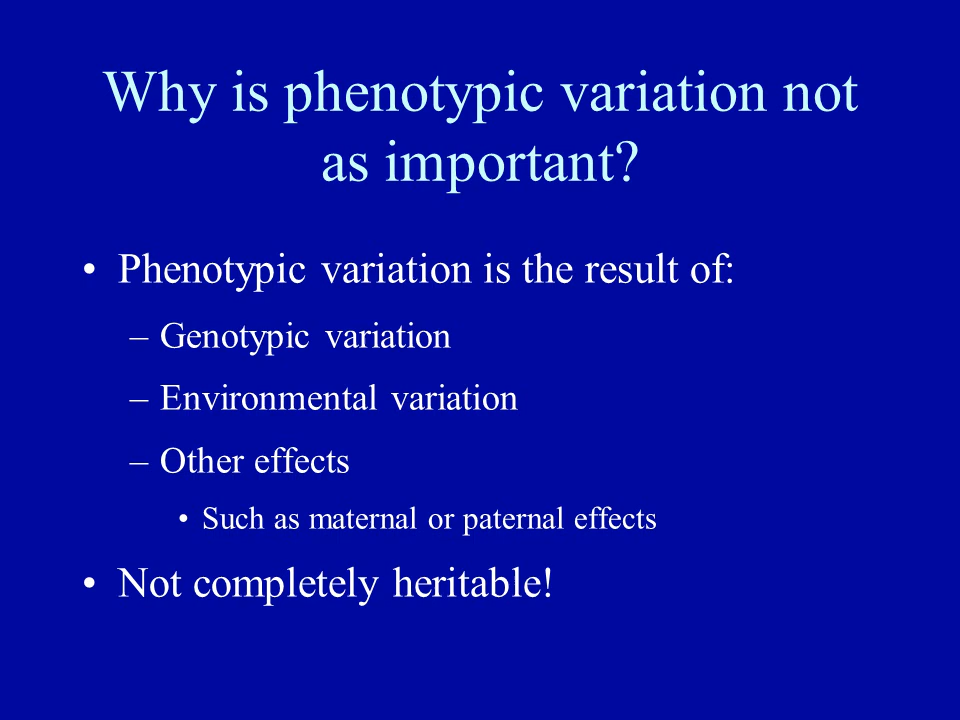 Why is phenotypic variation not
as important?
• Phenotypic variation is the result of:
– Genotypic variation
– Environmental variation
– Other effects
• Such as maternal or paternal effects
• Not completely heritable!